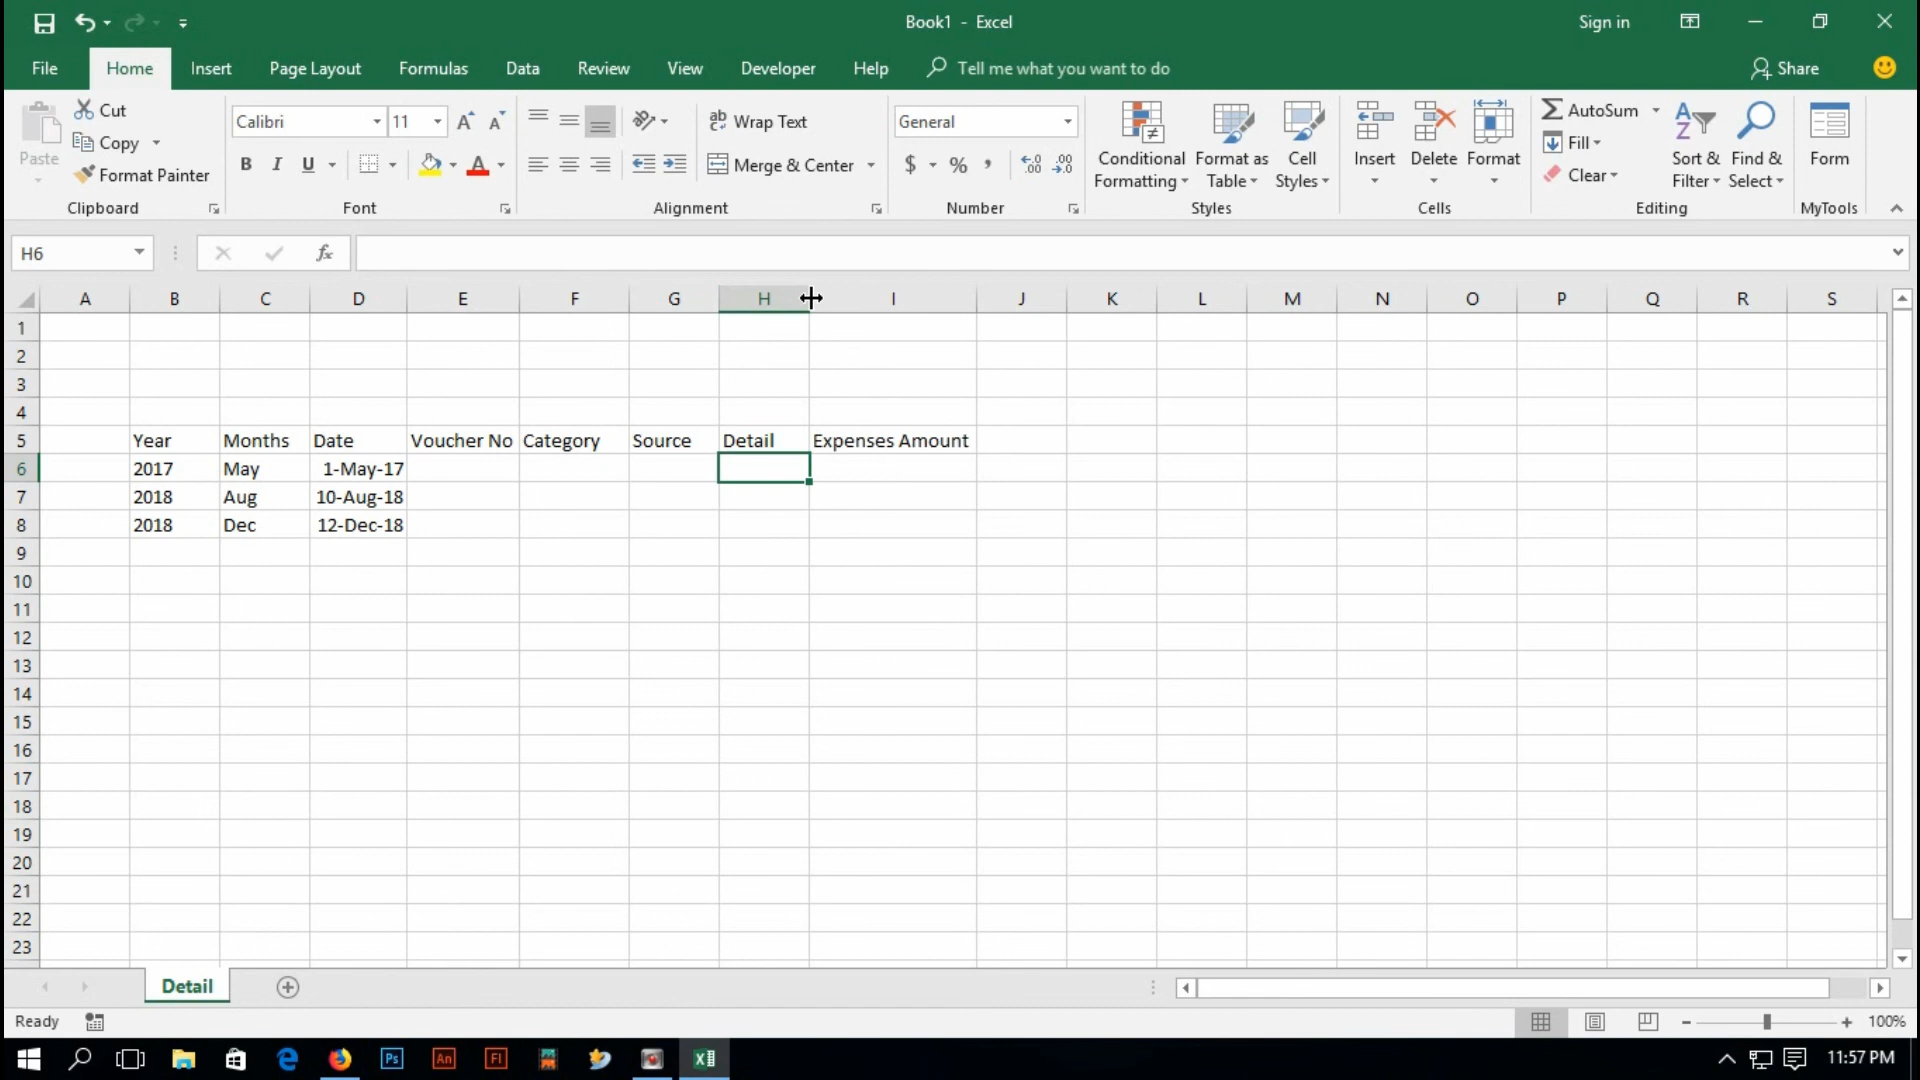 Book1 - Excel
Sign in
File Home Insert Page Layout Formulas Data Review View Developer Help Tell me what you want to do Share
Paste
Cut
Copy
Format Painter
Clipboard
Calibri 11
B I U
Font
Wrap Text
Merge & Center
Alignment
General
$ %
Number
Conditional Formatting
Format as Table
Cell Styles
Styles
Insert Delete Format
Cells
AutoSum
Fill
Clear
Sort & Filter
Find & Select
Editing
Form
MyTools
H6
fx
A B C D E F G H I J K L M N O P Q R S
1
2
3
4
5 Year Months Date Voucher No Category Source Detail Expenses Amount
6 2017 May 1-May-17
7 2018 Aug 10-Aug-18
8 2018 Dec 12-Dec-18
9
10
11
12
13
14
15
16
17
18
19
20
21
22
23
Detail
Ready
100%
Ps An Fl
11:57 PM